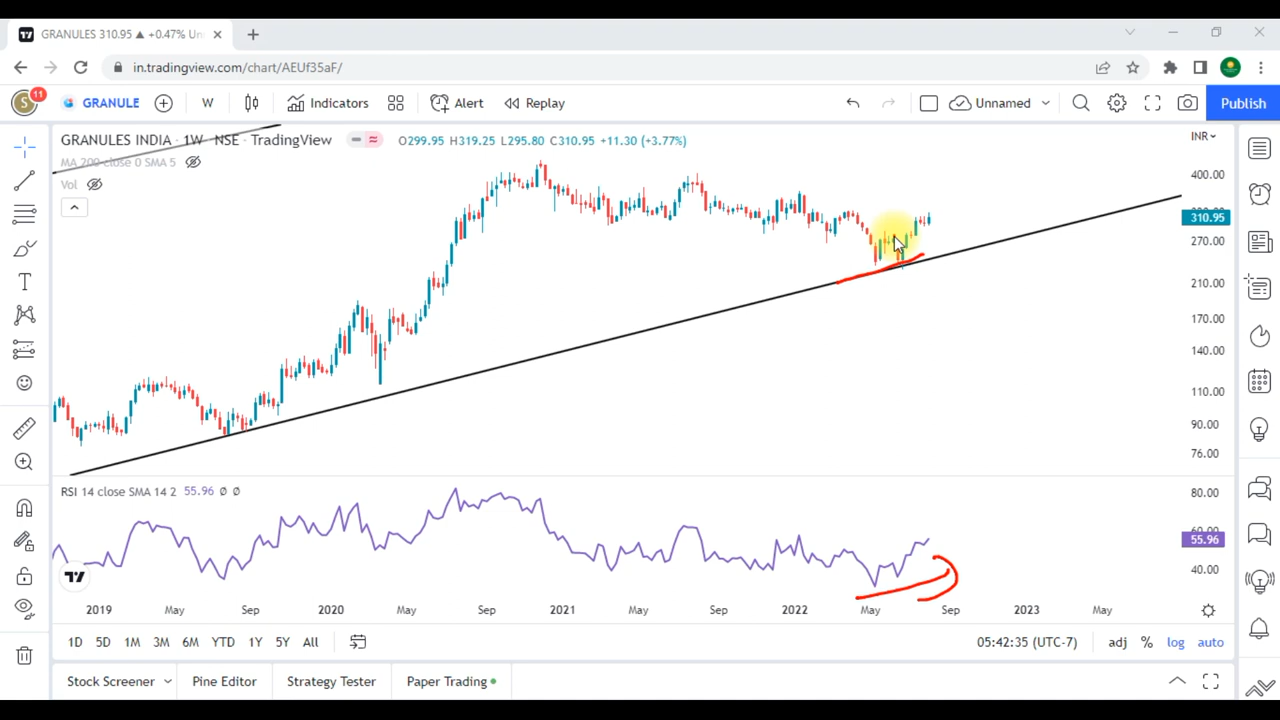 GRANULES 310.95 ▲ +0.47% Un
in.tradingview.com/chart/AEUf35aF/
S 11 GRANULE W Indicators Alert Replay Unnamed Publish
GRANULES INDIA · 1W · NSE · TradingView O299.95 H319.25 L295.80 C310.95 +11.30 (+3.77%) INR
MA 200 close 0 SMA 5
Vol
400.00
310.95
270.00
210.00
170.00
140.00
110.00
90.00
76.00
RSI 14 close SMA 14 2 55.96 Ø Ø
80.00
60.00
55.96
40.00
2019 May Sep 2020 May Sep 2021 May Sep 2022 May Sep 2023 May
1D 5D 1M 3M 6M YTD 1Y 5Y All 05:42:35 (UTC-7) adj % log auto
Stock Screener Pine Editor Strategy Tester Paper Trading